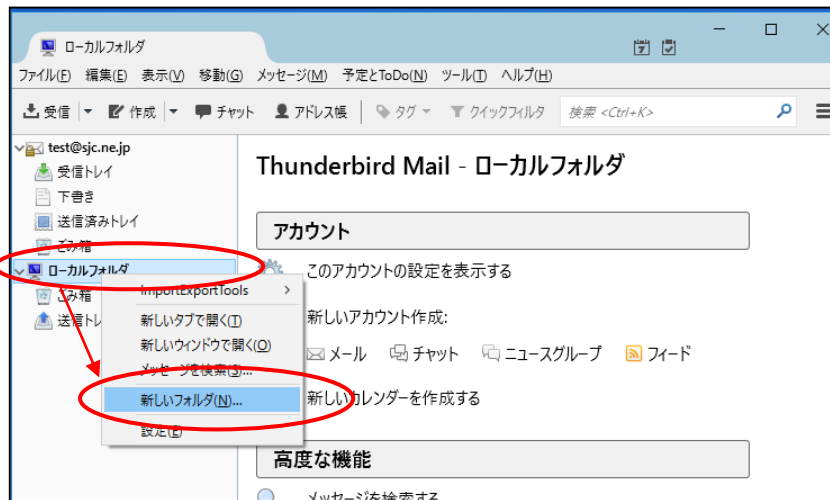 ローカルフォルダ
ファイル(F) 編集(E) 表示(V) 移動(G) メッセージ(M) 予定とToDo(N) ツール(T) ヘルプ(H)
受信 作成 チャット アドレス帳 タグ クイックフィルタ 検索 <Ctrl+K>
test@sjc.ne.jp
受信トレイ
下書き
送信済みトレイ
ごみ箱
ローカルフォルダ
ごみ箱
送信トレ
ImportExportTools >
新しいタブで開く(T)
新しいウィンドウで開く(O)
メッセージを検索(S)...
新しいフォルダ(N)...
設定(E)
Thunderbird Mail - ローカルフォルダ
アカウント
このアカウントの設定を表示する
新しいアカウント作成:
メール チャット ニュースグループ フィード
新しいカレンダーを作成する
高度な機能
メッセージを検索する